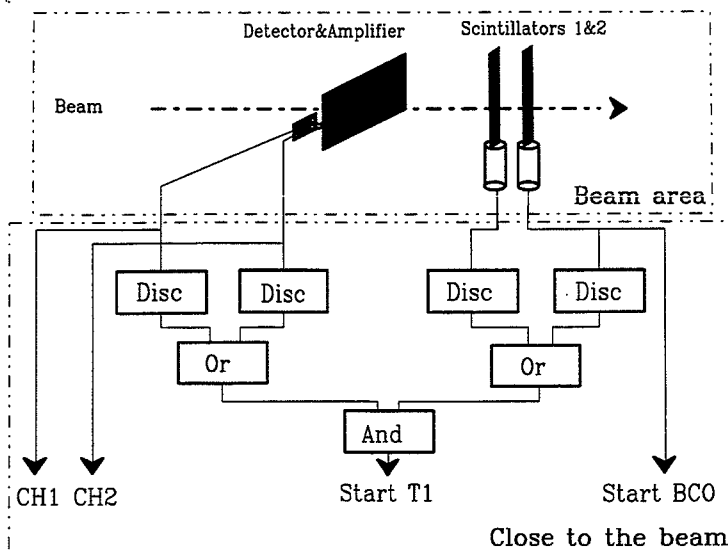 Detector&Amplifier
Scintillators 1&2
Beam
Beam area
Disc
Disc
Disc
Disc
Or
Or
And
CH1 CH2
Start T1
Start BC0
Close to the beam